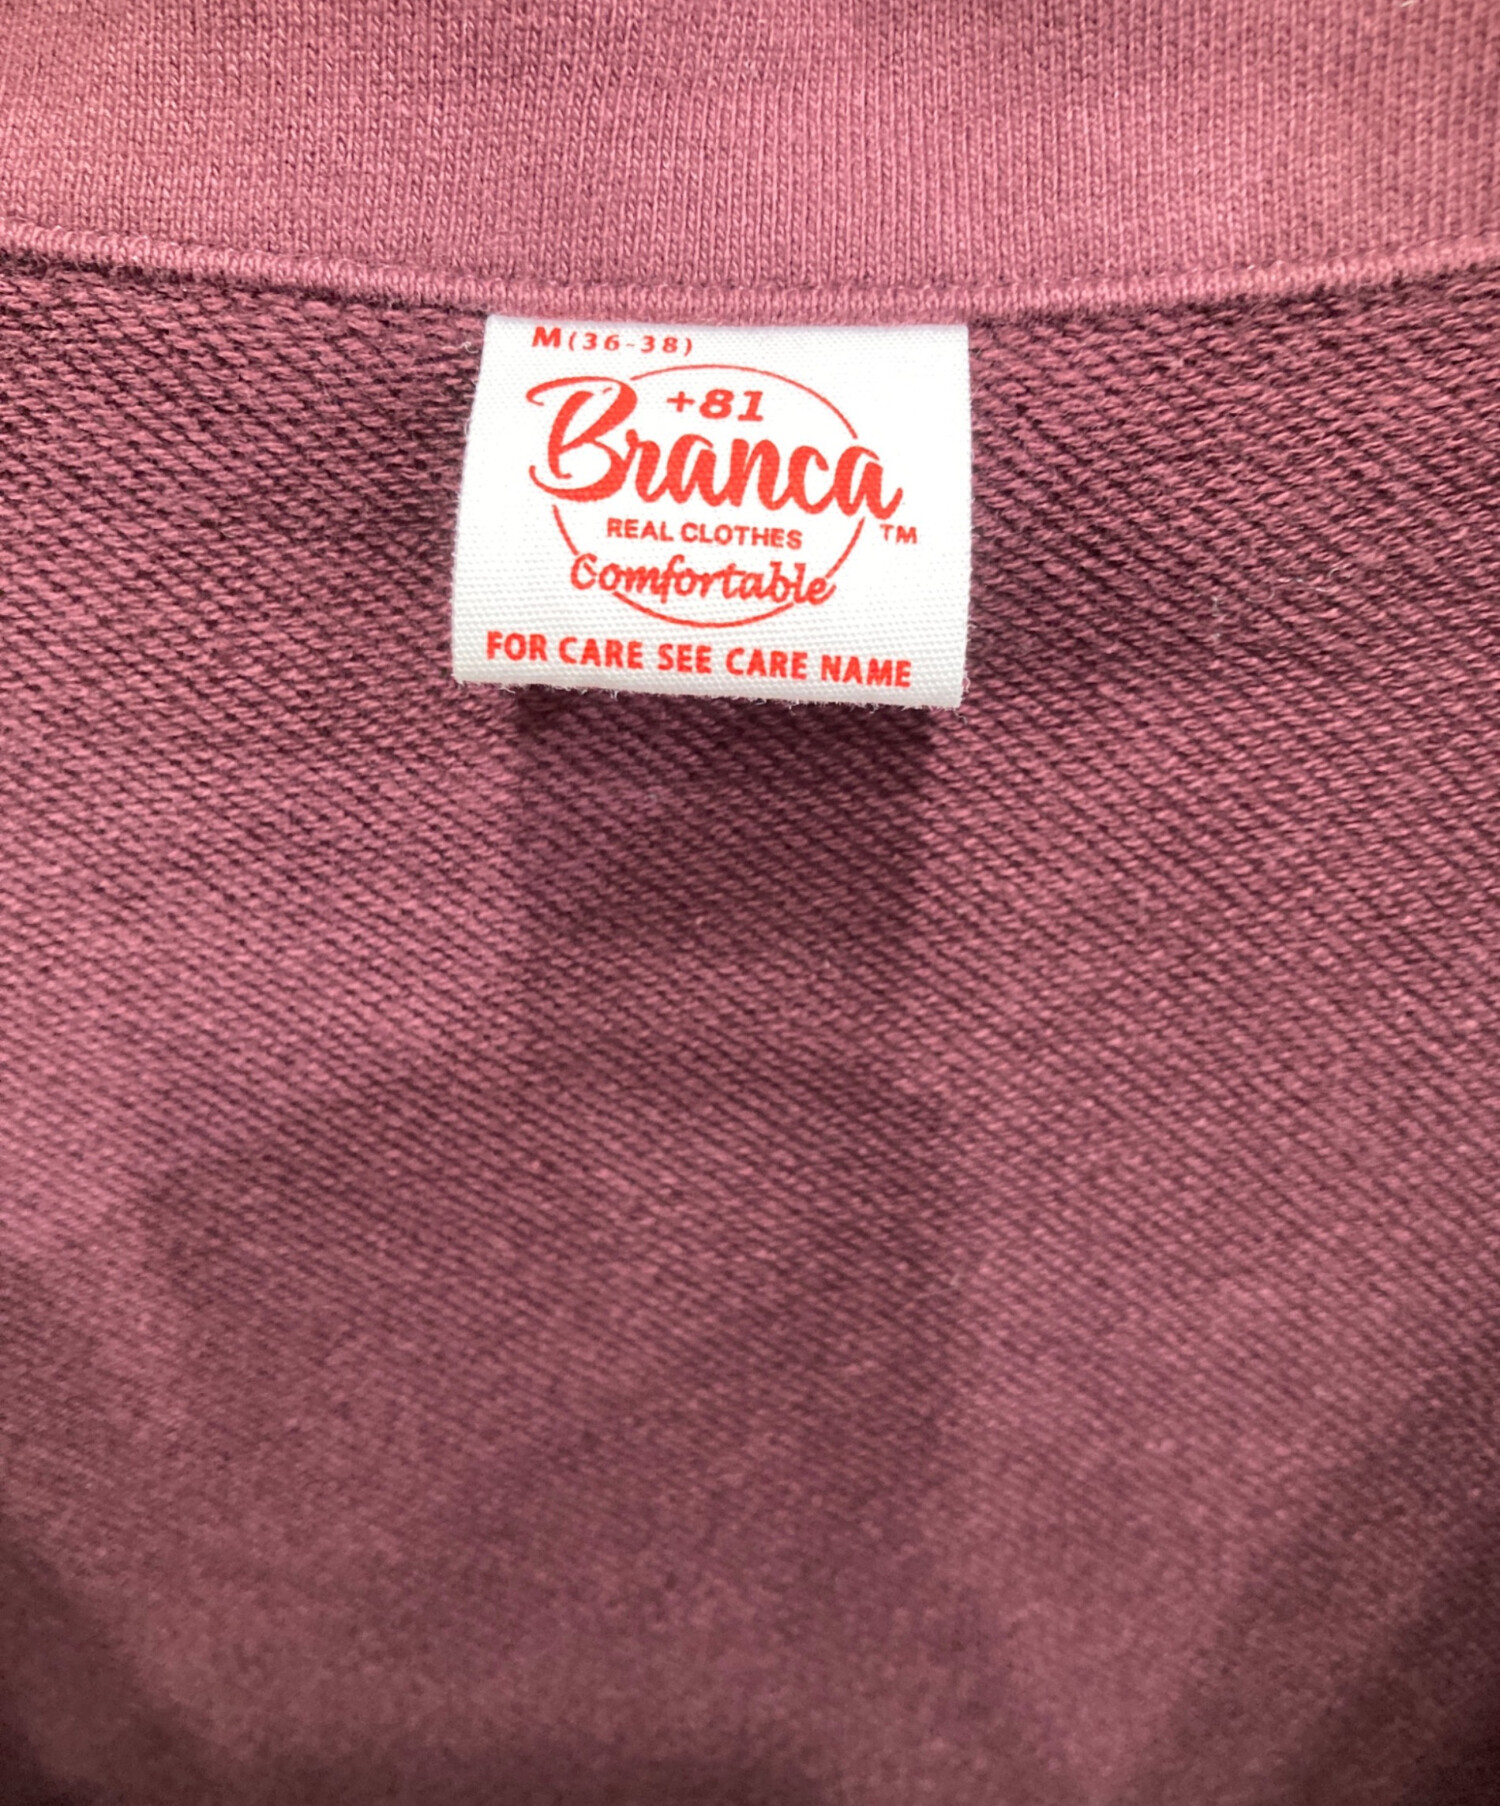 M(36-38)
+81
Branca
REAL CLOTHES
TM
Comfortable
FOR CARE SEE CARE NAME